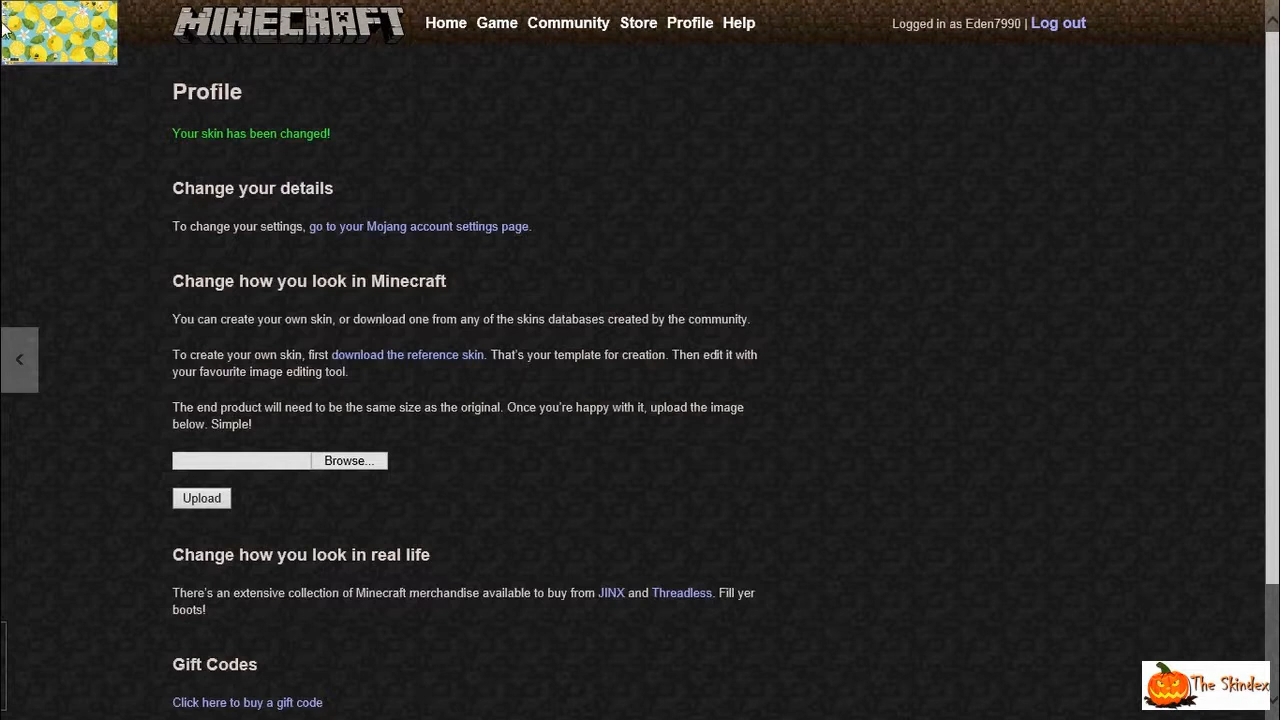 MINECRAFT
Home Game Community Store Profile Help
Logged in as Eden7990 | Log out
Profile
Your skin has been changed!
Change your details
To change your settings, go to your Mojang account settings page.
Change how you look in Minecraft
You can create your own skin, or download one from any of the skins databases created by the community.
To create your own skin, first download the reference skin. That's your template for creation. Then edit it with
your favourite image editing tool.
The end product will need to be the same size as the original. Once you're happy with it, upload the image
below. Simple!
Browse...
Upload
Change how you look in real life
There's an extensive collection of Minecraft merchandise available to buy from JINX and Threadless. Fill yer
boots!
Gift Codes
Click here to buy a gift code
The Skindex